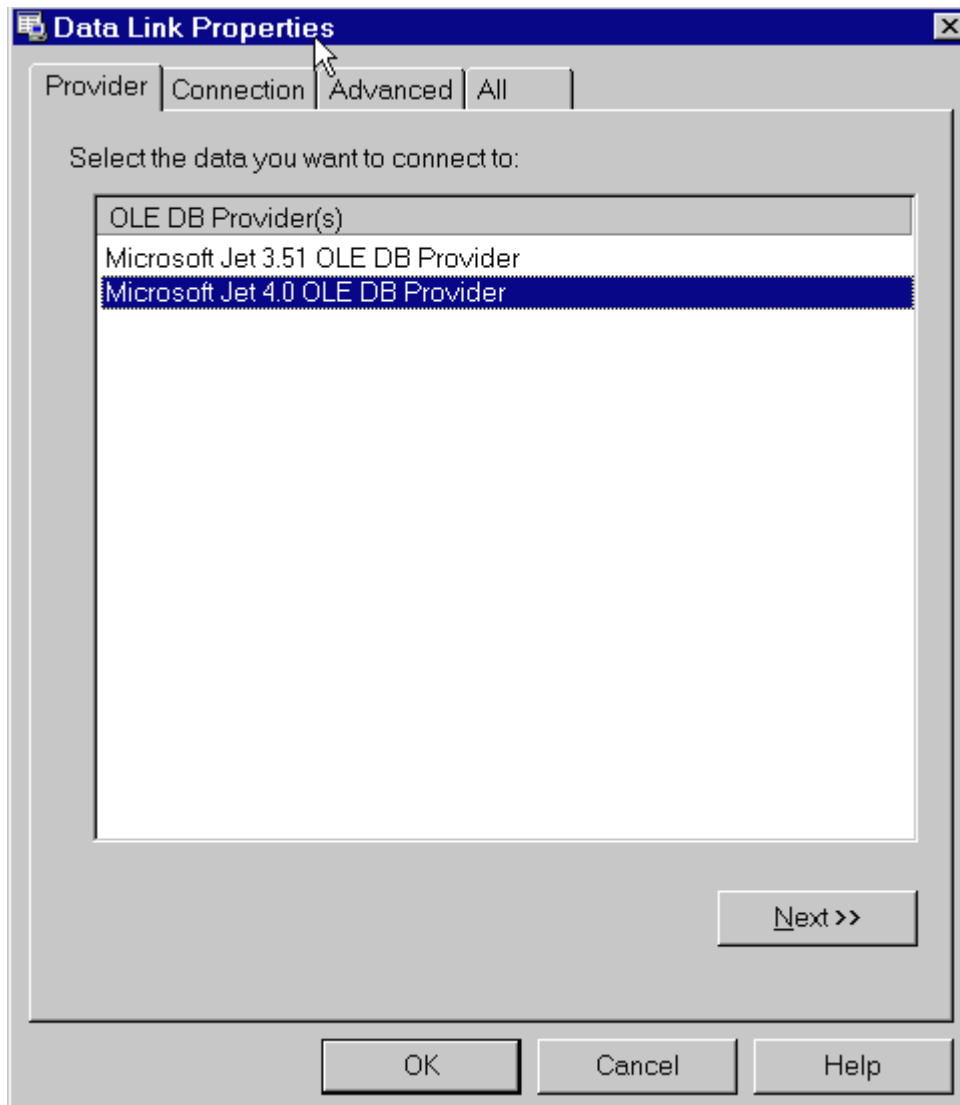 Data Link Properties
Provider Connection Advanced All
Select the data you want to connect to:
OLE DB Provider(s)
Microsoft Jet 3.51 OLE DB Provider
Microsoft Jet 4.0 OLE DB Provider
Next >>
OK Cancel Help